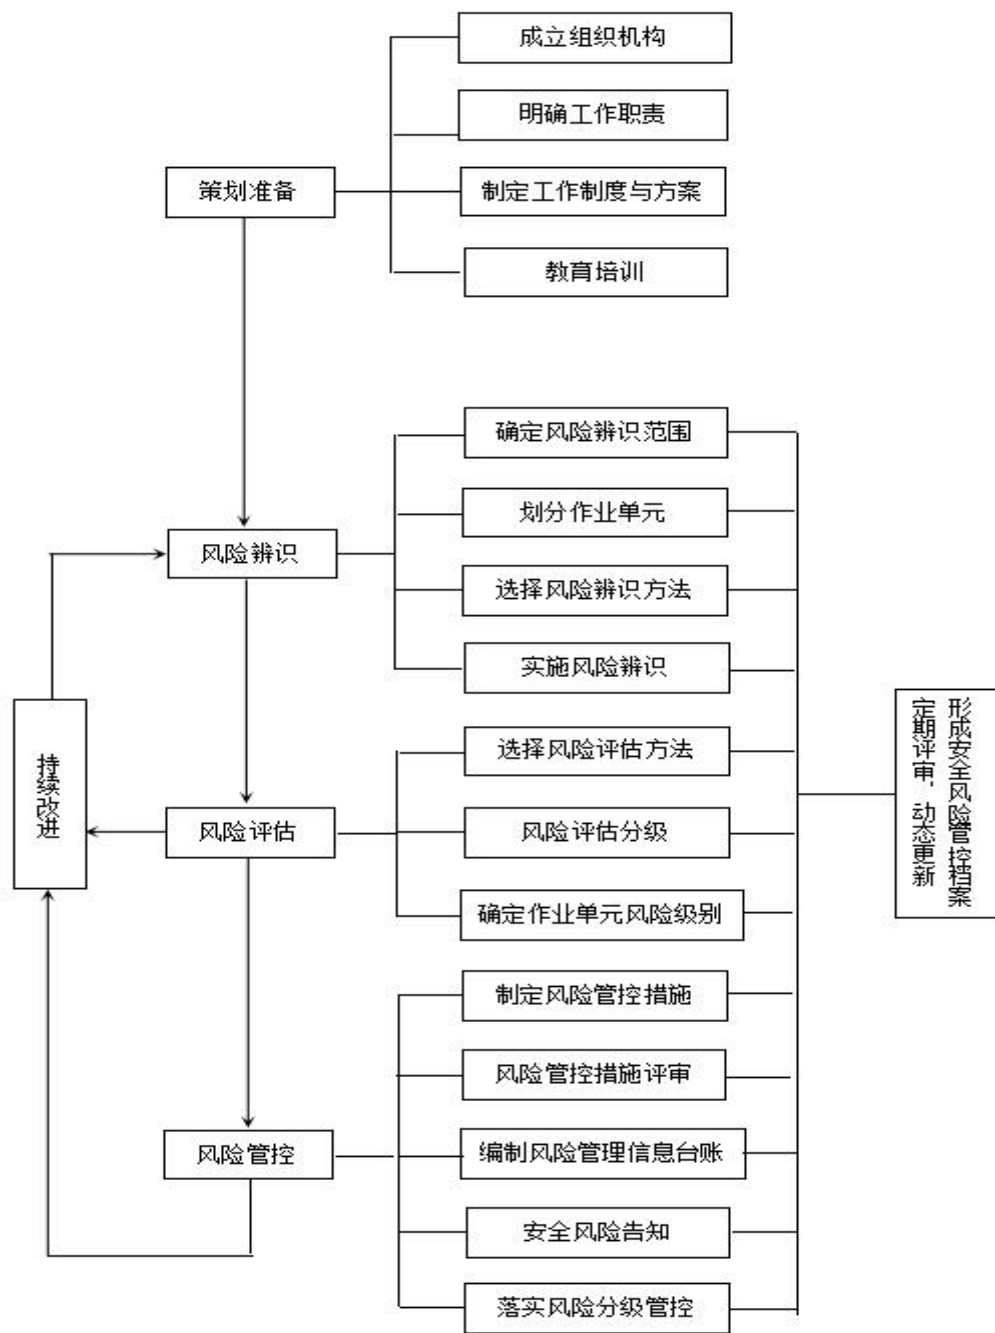 成立组织机构
明确工作职责
策划准备
制定工作制度与方案
教育培训
确定风险辨识范围
划分作业单元
风险辨识
选择风险辨识方法
实施风险辨识
持续改进
选择风险评估方法
风险评估
风险评估分级
确定作业单元风险级别
形成安全风险管控档案
定期评审，动态更新
制定风险管控措施
风险管控措施评审
风险管控
编制风险管理信息台账
安全风险告知
落实风险分级管控